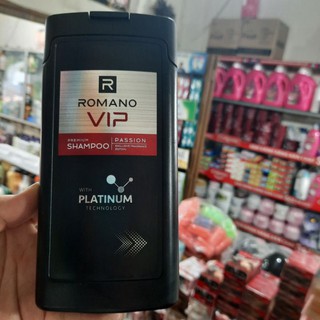 R
ROMANO
VIP
PREMIUM
SHAMPOO
PASSION
WITH
PLATINUM
TECHNOLOGY